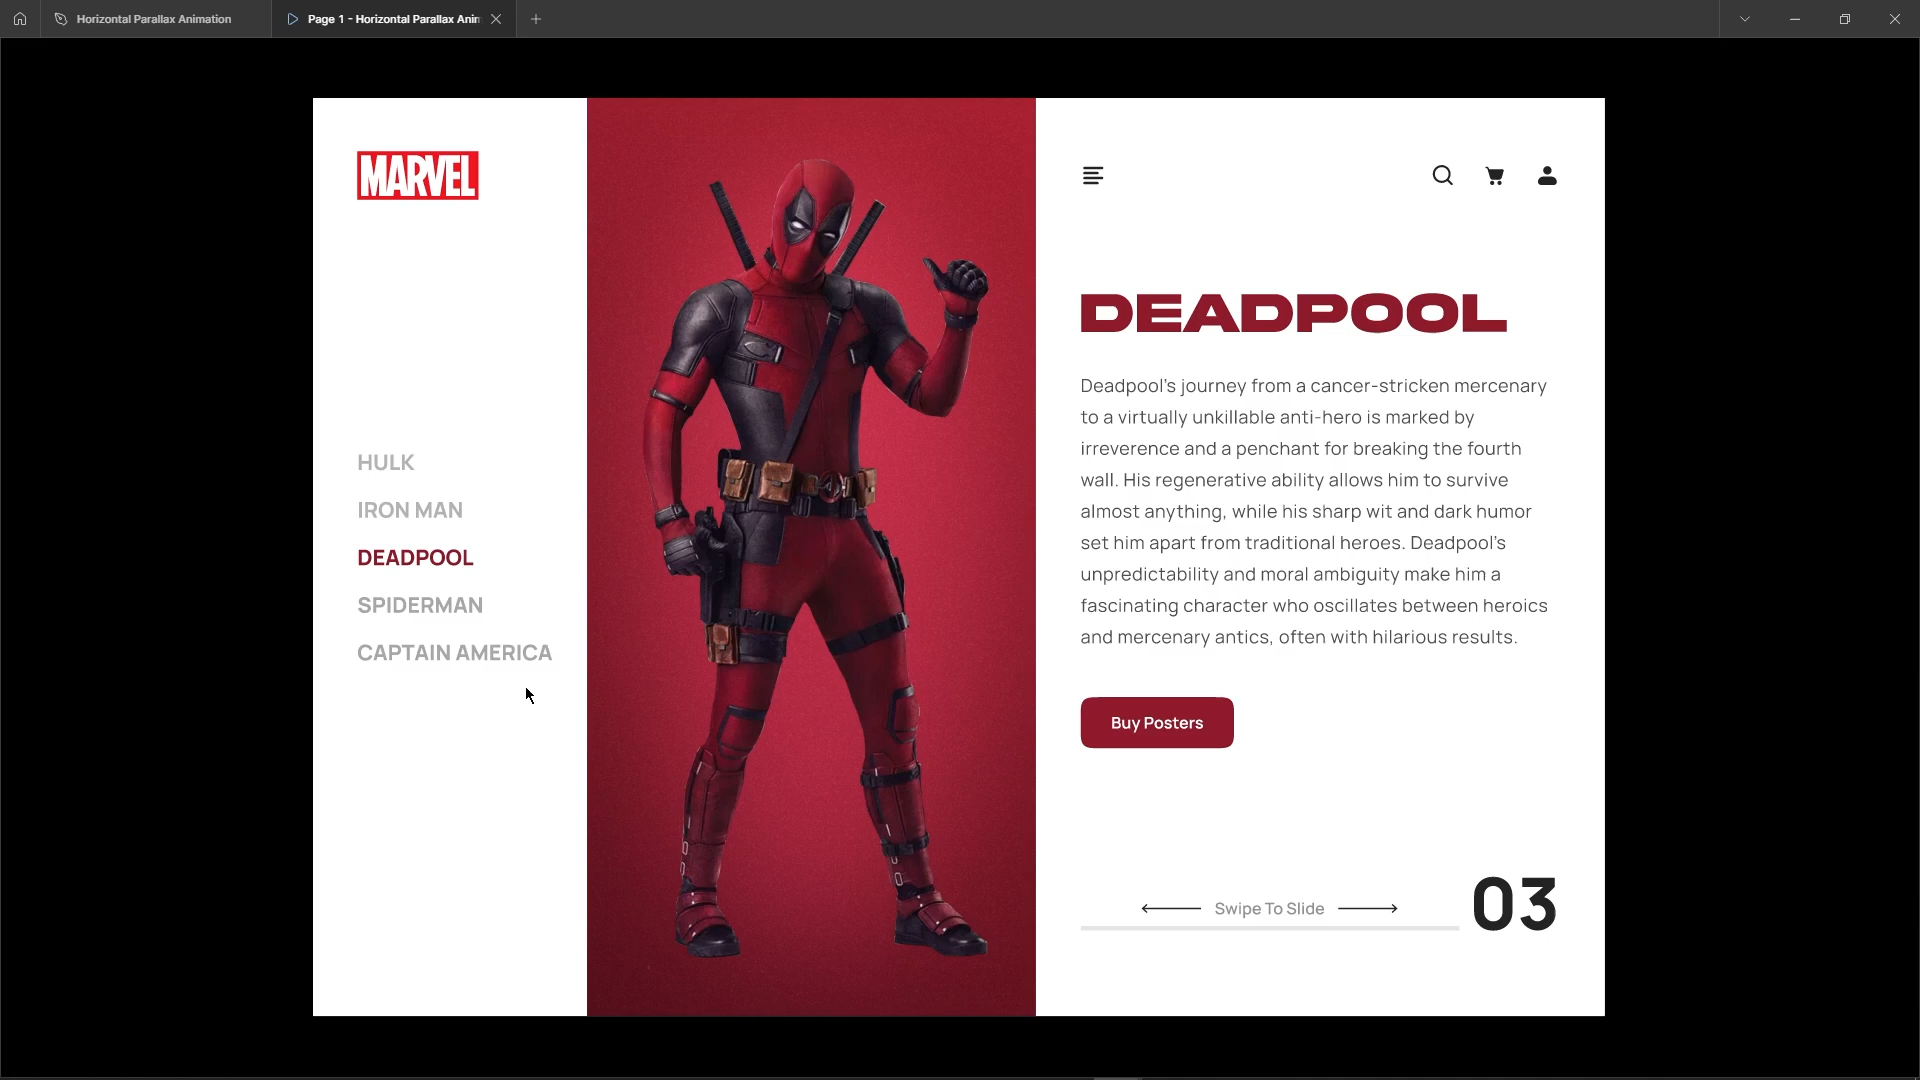 Horizontal Parallax Animation
Page 1 - Horizontal Parallax Anim
MARVEL
HULK
IRON MAN
DEADPOOL
SPIDERMAN
CAPTAIN AMERICA
DEADPOOL
Deadpool's journey from a cancer-stricken mercenary
to a virtually unkillable anti-hero is marked by
irreverence and a penchant for breaking the fourth
wall. His regenerative ability allows him to survive
almost anything, while his sharp wit and dark humor
set him apart from traditional heroes. Deadpool's
unpredictability and moral ambiguity make him a
fascinating character who oscillates between heroics
and mercenary antics, often with hilarious results.
Buy Posters
Swipe To Slide
03